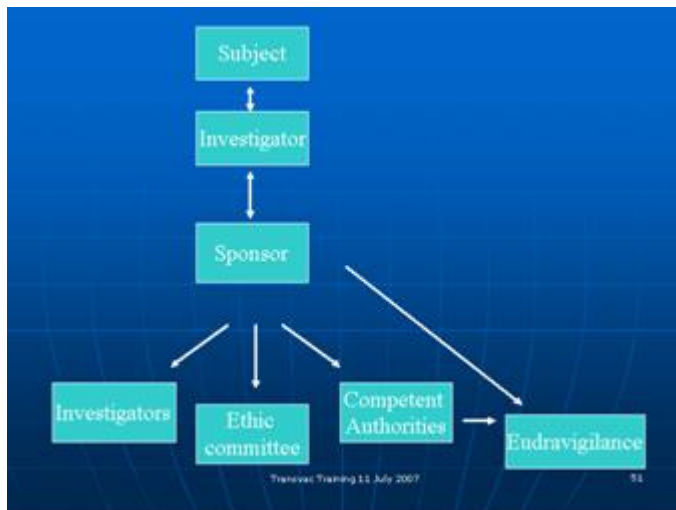 Subject
Investigator
Sponsor
Investigators
Ethic
committee
Competent
Authorities
Eudravigilance
Transvac Training 11 July 2007
51